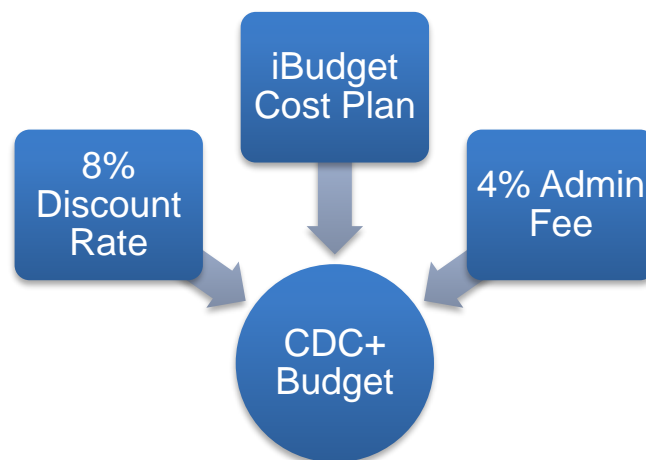 iBudget
Cost Plan
8%
Discount
Rate
4% Admin
Fee
CDC+
Budget